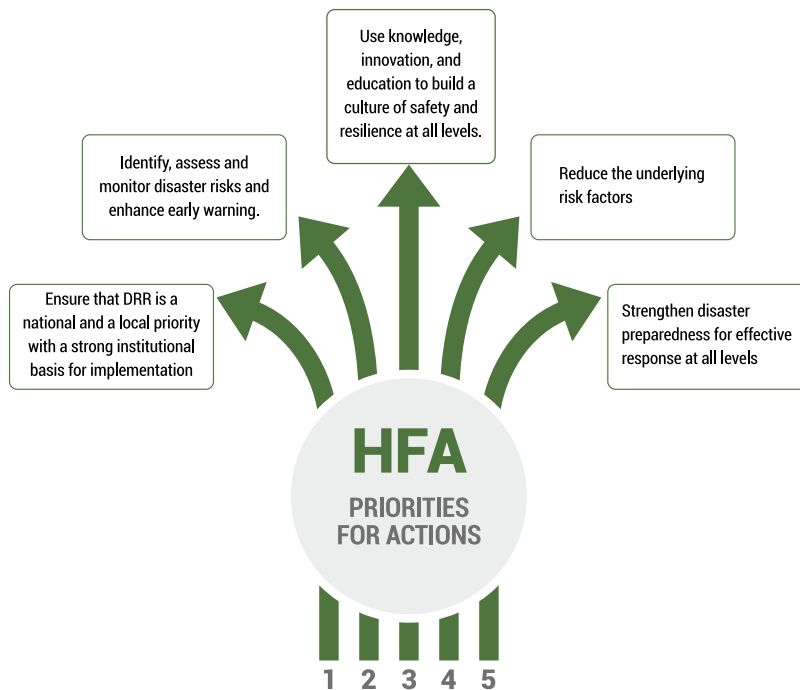 Use knowledge,
innovation, and
education to build a
culture of safety and
resilience at all levels.
Identify, assess and
monitor disaster risks and
enhance early warning.
Reduce the underlying
risk factors
Ensure that DRR is a
national and a local priority
with a strong institutional
basis for implementation
Strengthen disaster
preparedness for effective
response at all levels
HFA
PRIORITIES
FOR ACTIONS
1 2 3 4 5